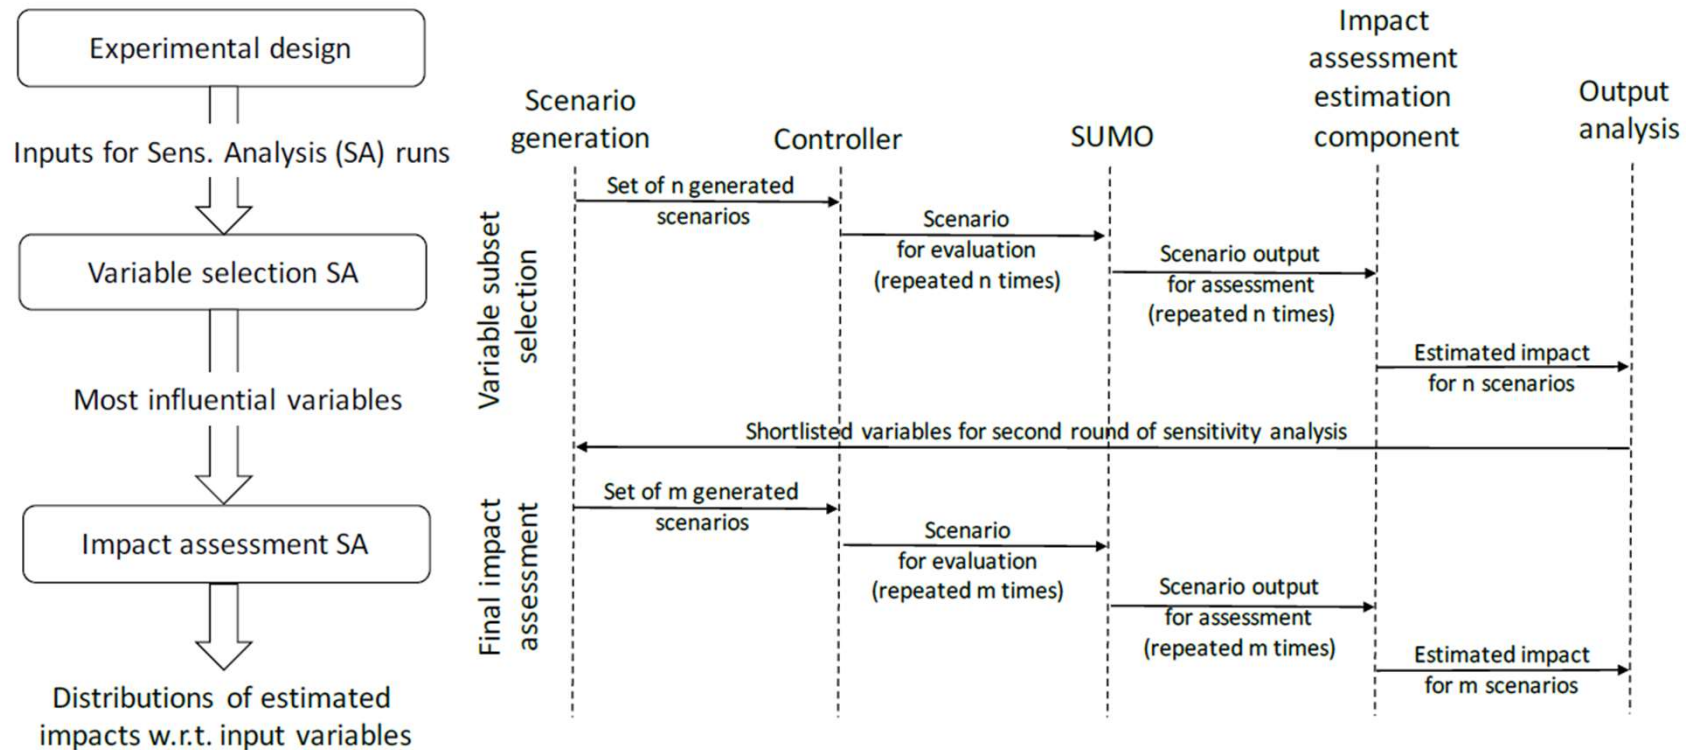 Experimental design
Inputs for Sens. Analysis (SA) runs
Variable selection SA
Most influential variables
Impact assessment SA
Distributions of estimated
impacts w.r.t. input variables
Scenario
generation
Controller
SUMO
Impact
assessment
estimation
component
Output
analysis
Variable subset
selection
Set of n generated
scenarios
Scenario
for evaluation
(repeated n times)
Scenario output
for assessment
(repeated n times)
Estimated impact
for n scenarios
Shortlisted variables for second round of sensitivity analysis
Final impact
assessment
Set of m generated
scenarios
Scenario
for evaluation
(repeated m times)
Scenario output
for assessment
(repeated m times)
Estimated impact
for m scenarios